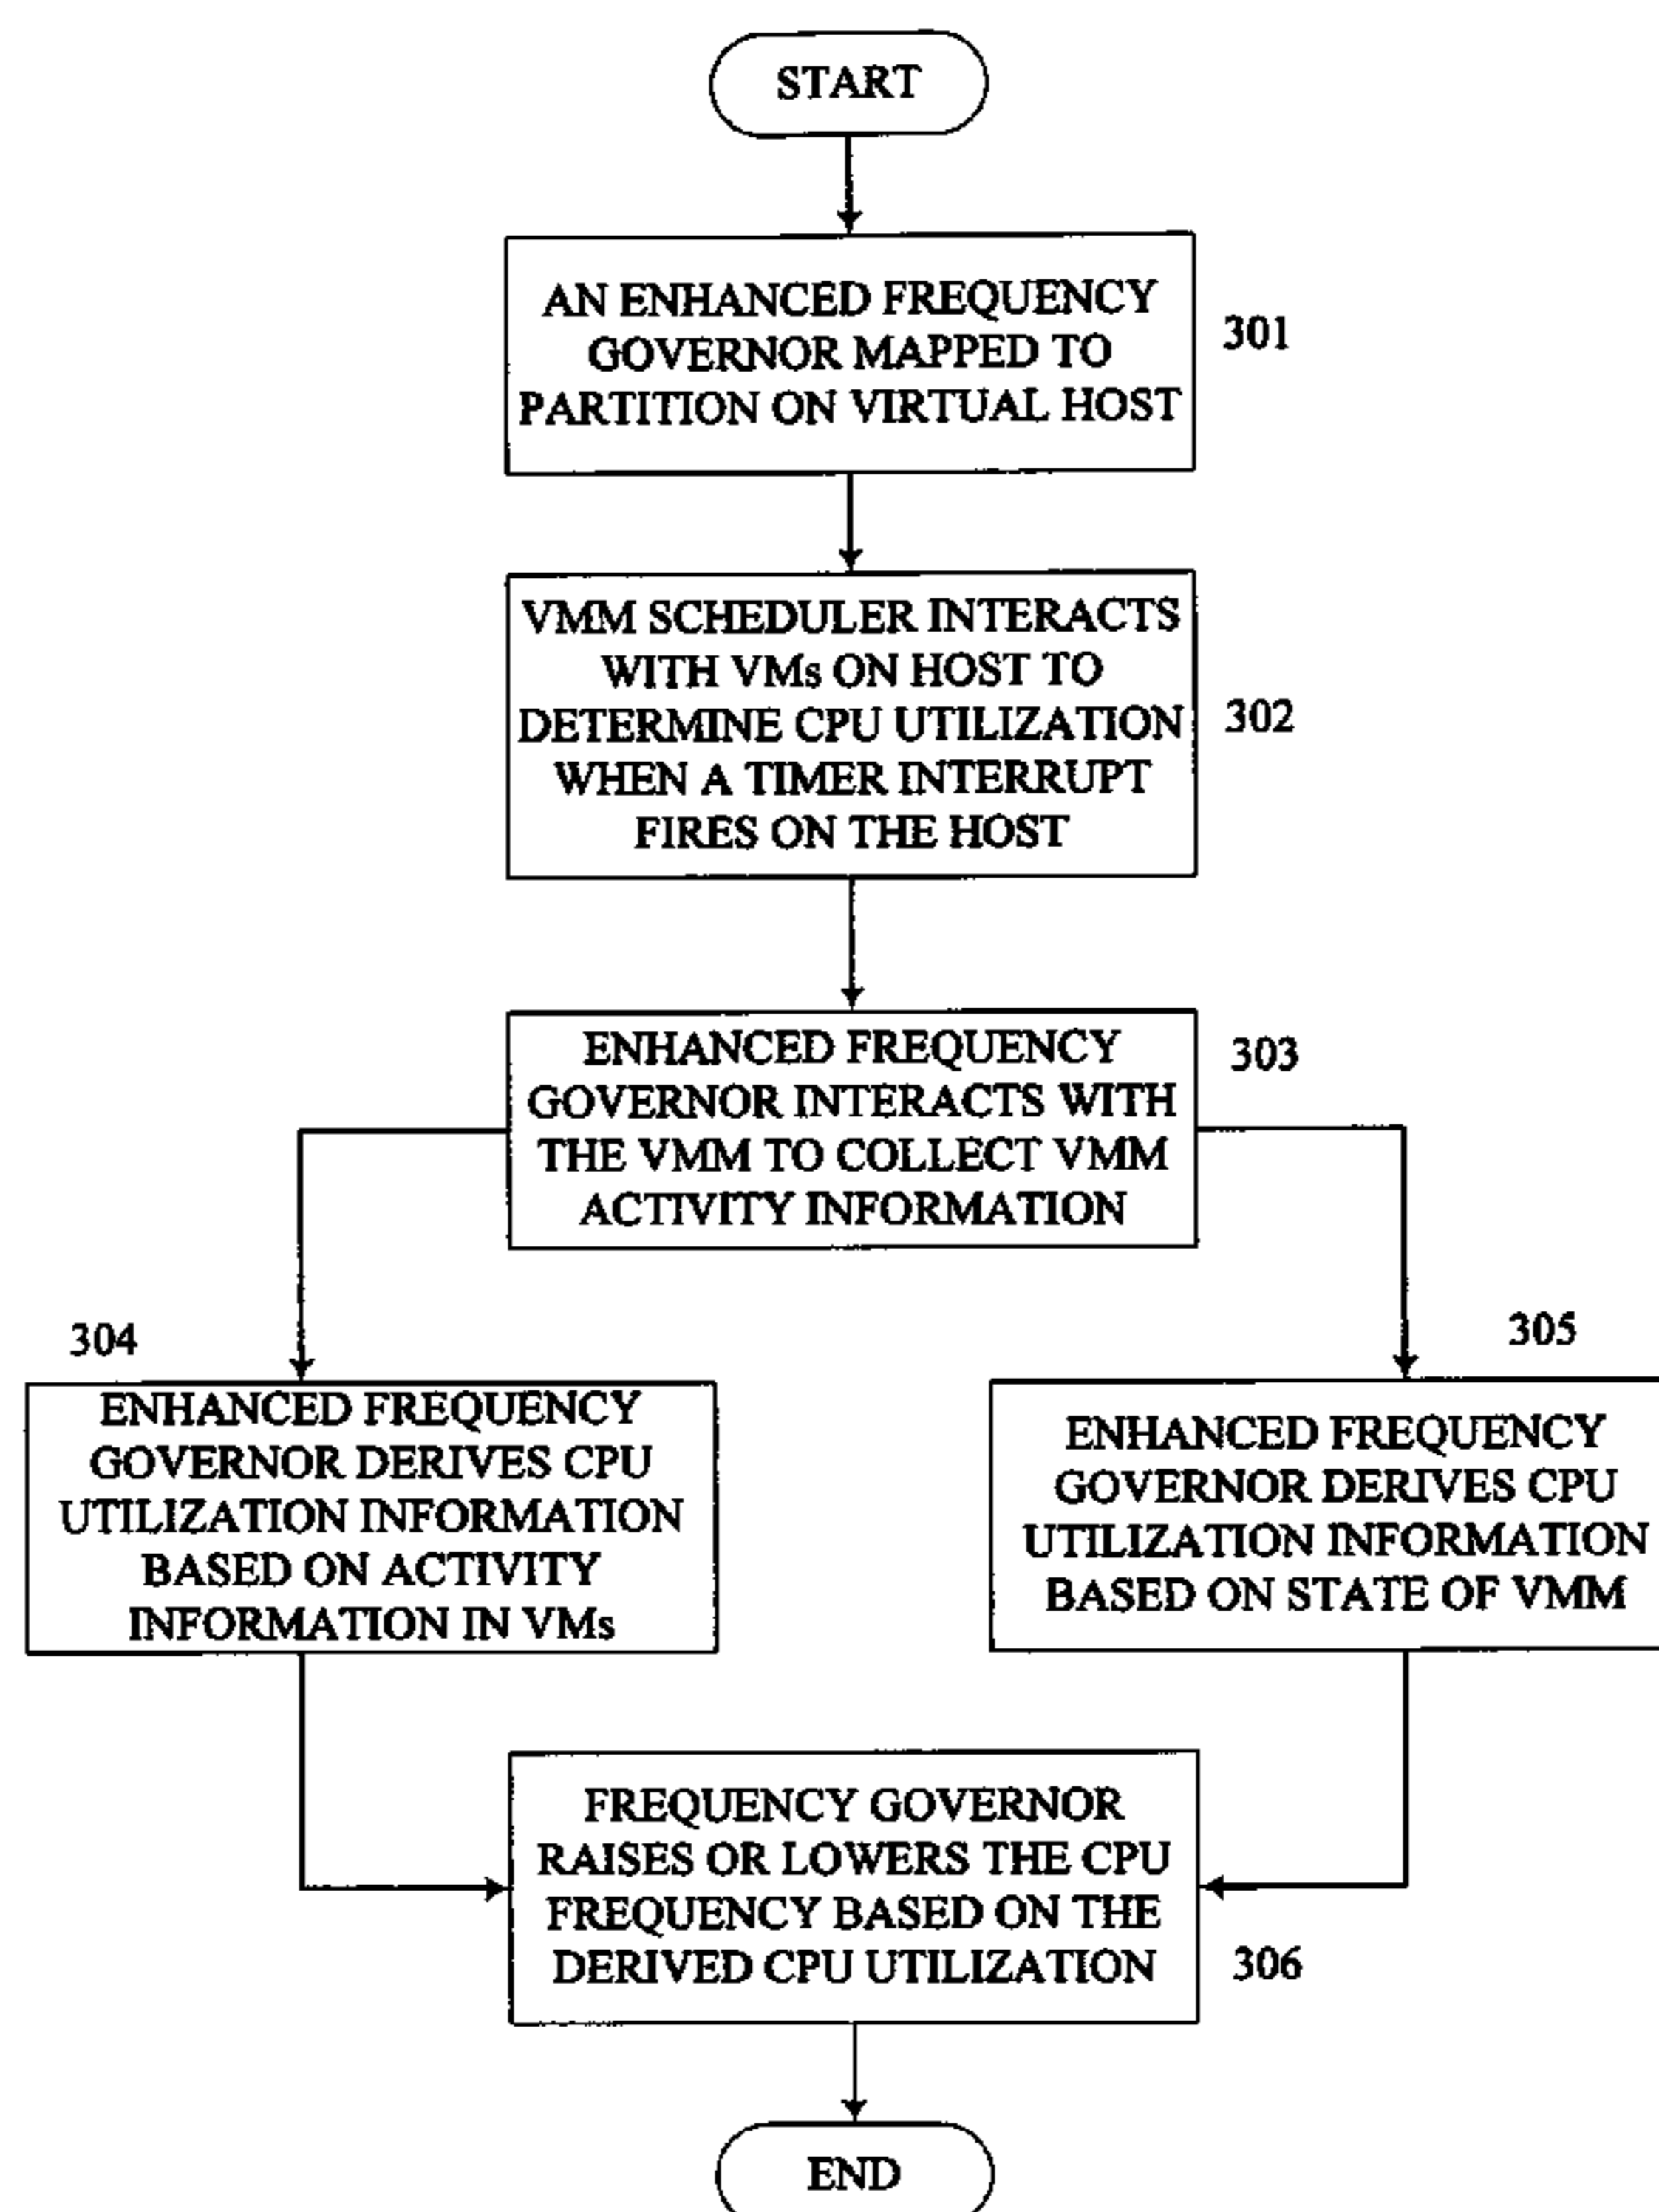 START
AN ENHANCED FREQUENCY
GOVERNOR MAPPED TO
PARTITION ON VIRTUAL HOST
301
VMM SCHEDULER INTERACTS
WITH VMs ON HOST TO
DETERMINE CPU UTILIZATION
WHEN A TIMER INTERRUPT
FIRES ON THE HOST
302
ENHANCED FREQUENCY
GOVERNOR INTERACTS WITH
THE VMM TO COLLECT VMM
ACTIVITY INFORMATION
303
304
ENHANCED FREQUENCY
GOVERNOR DERIVES CPU
UTILIZATION INFORMATION
BASED ON ACTIVITY
INFORMATION IN VMs
305
ENHANCED FREQUENCY
GOVERNOR DERIVES CPU
UTILIZATION INFORMATION
BASED ON STATE OF VMM
FREQUENCY GOVERNOR
RAISES OR LOWERS THE CPU
FREQUENCY BASED ON THE
DERIVED CPU UTILIZATION
306
END